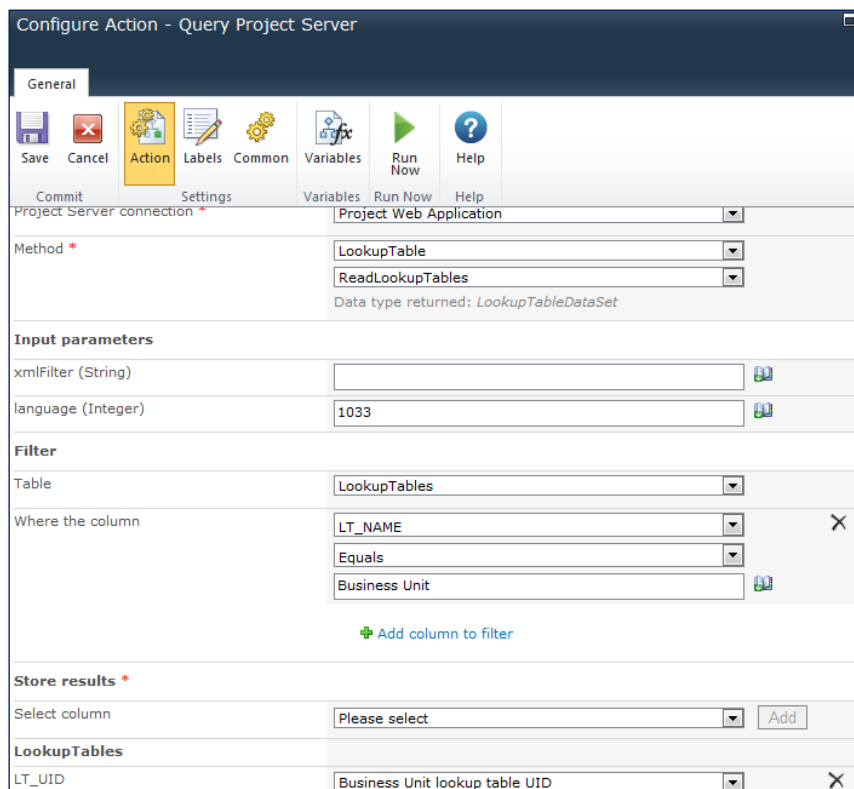 Configure Action - Query Project Server
General
Save Cancel Action Labels Common Variables Run Now Help
Commit Settings Variables Run Now Help
Project Server connection * Project Web Application
Method * LookupTable
ReadLookupTables
Data type returned: LookupTableDataSet
Input parameters
xmlFilter (String)
language (Integer) 1033
Filter
Table LookupTables
Where the column LT_NAME
Equals
Business Unit
Add column to filter
Store results *
Select column Please select Add
LookupTables
LT_UID Business Unit lookup table UID